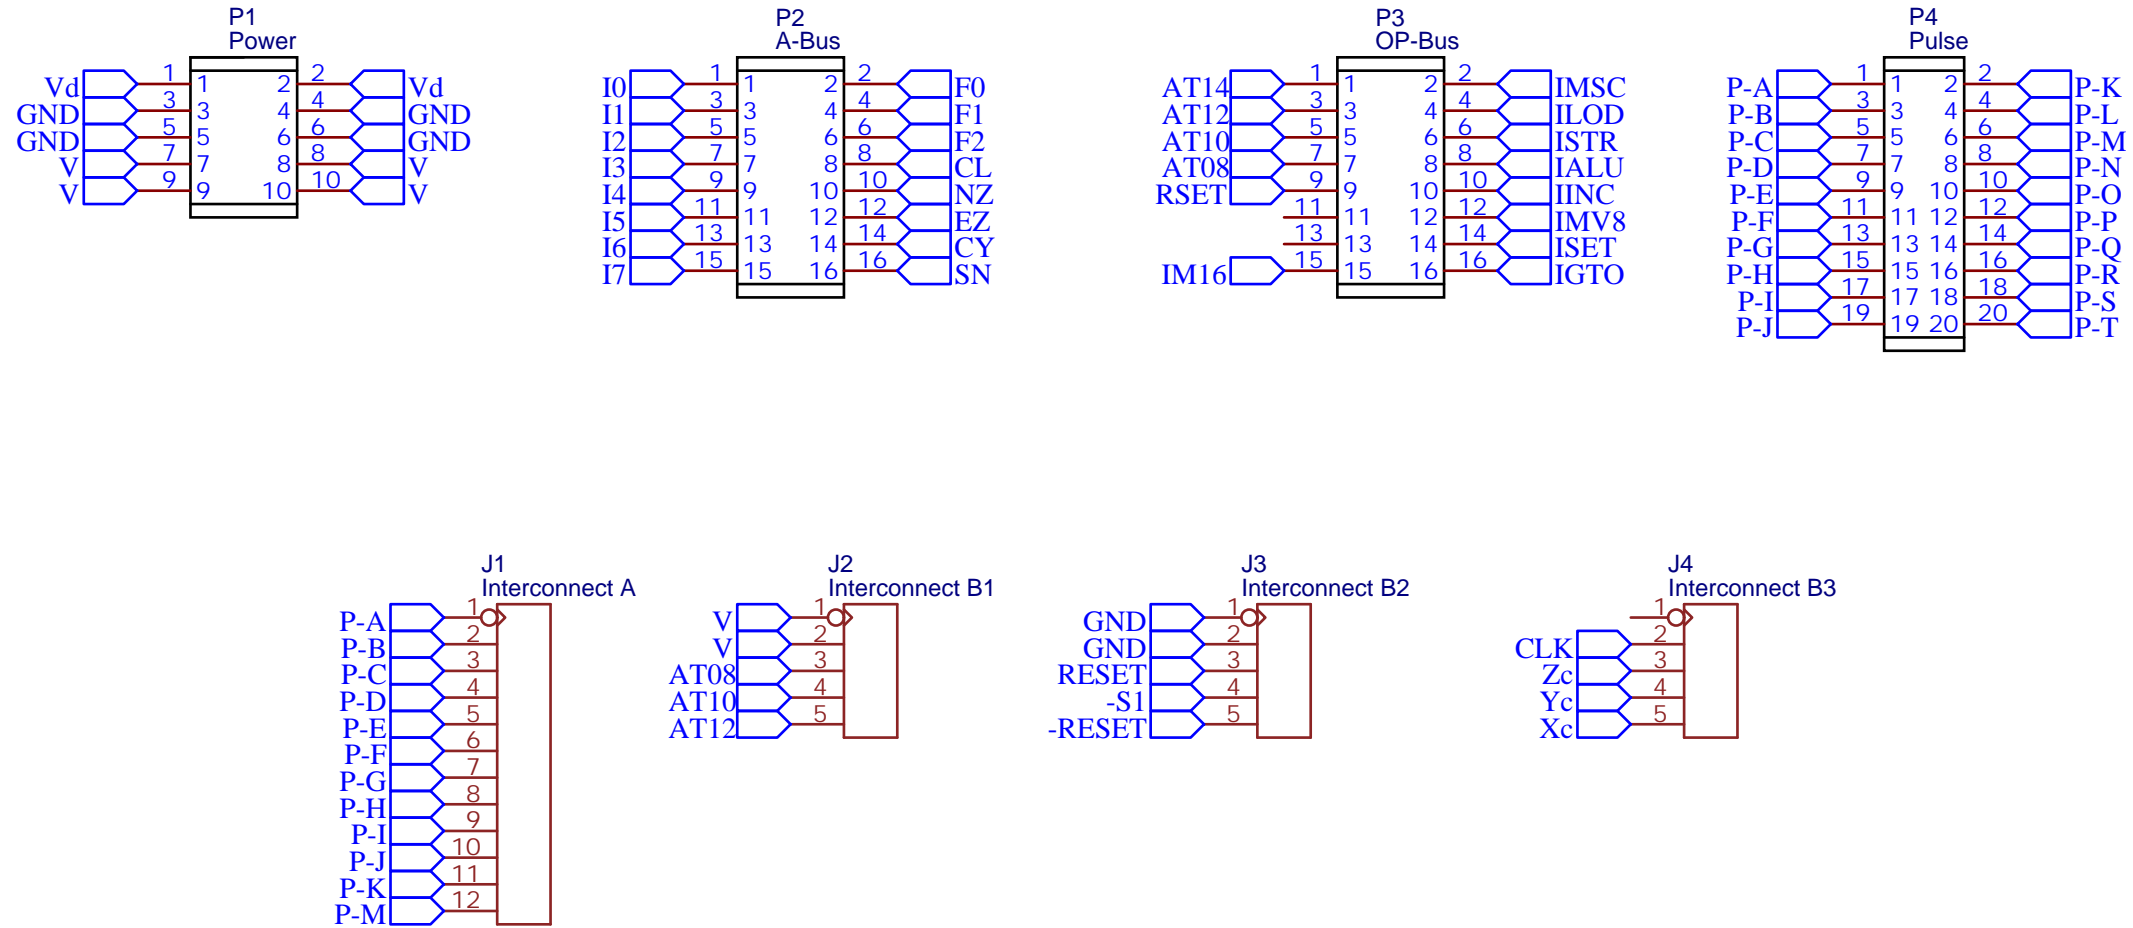 P1
Power
Vd 1 1 2 2 Vd
GND 3 3 4 4 GND
GND 5 5 6 6 GND
V 7 7 8 8 V
V 9 9 10 10 V
P2
A-Bus
I0 1 1 2 2 F0
I1 3 3 4 4 F1
I2 5 5 6 6 F2
I3 7 7 8 8 CL
I4 9 9 10 10 NZ
I5 11 11 12 12 EZ
I6 13 13 14 14 CY
I7 15 15 16 16 SN
P3
OP-Bus
AT14 1 1 2 2 IMSC
AT12 3 3 4 4 ILOD
AT10 5 5 6 6 ISTR
AT08 7 7 8 8 IALU
RSET 9 9 10 10 IINC
11 11 12 12 IMV8
13 13 14 14 ISET
IM16 15 15 16 16 IGTO
P4
Pulse
P-A 1 1 2 2 P-K
P-B 3 3 4 4 P-L
P-C 5 5 6 6 P-M
P-D 7 7 8 8 P-N
P-E 9 9 10 10 P-O
P-F 11 11 12 12 P-P
P-G 13 13 14 14 P-Q
P-H 15 15 16 16 P-R
P-I 17 17 18 18 P-S
P-J 19 19 20 20 P-T
J1
Interconnect A
P-A 1
P-B 2
P-C 3
P-D 4
P-E 5
P-F 6
P-G 7
P-H 8
P-I 9
P-J 10
P-K 11
P-M 12
J2
Interconnect B1
V 1
V 2
AT08 3
AT10 4
AT12 5
J3
Interconnect B2
GND 1
GND 2
RESET 3
-S1 4
-RESET 5
J4
Interconnect B3
1
CLK 2
Zc 3
Yc 4
Xc 5